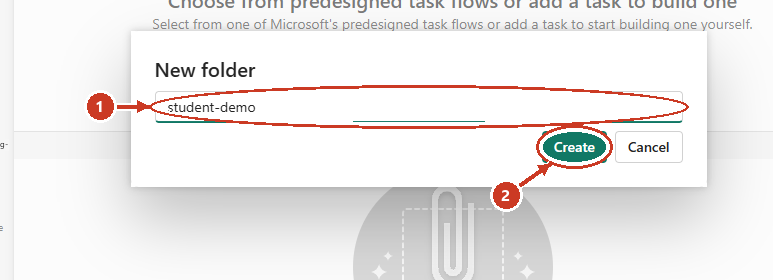 Choose from predesigned task flows or add a task to build one
Select from one of Microsoft's predesigned task flows or add a task to start building one yourself.
New folder
1
student-demo
Create
Cancel
2